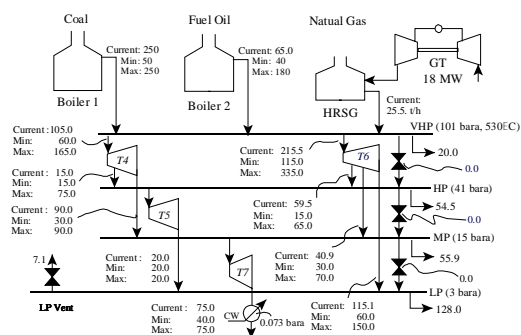 Coal
Fuel Oil
Natual Gas
Current: 250
Min: 50
Max: 250
Current: 65.0
Min: 40
Max: 180
GT
18 MW
Boiler 1
Boiler 2
HRSG
Current:
25.5. t/h
VHP (101 bara, 530EC)
Current : 105.0
Min: 60.0
Max: 165.0
T4
215.5
115.0
335.0
Current :
Min:
Max:
T6
20.0
0.0
Current : 15.0
Min: 15.0
Max: 75.0
HP (41 bara)
Current : 90.0
Min: 30.0
Max: 90.0
T5
Current : 59.5
Min: 15.0
Max: 65.0
54.5
0.0
MP (15 bara)
7.1
Current : 20.0
Min: 20.0
Max: 20.0
T7
Current : 40.9
Min: 30.0
Max: 70.0
55.9
0.0
LP (3 bara)
LP Vent
Current : 75.0
Min: 40.0
Max: 75.0
CW
0.073 bara
Current : 115.1
Min: 60.0
Max: 150.0
128.0